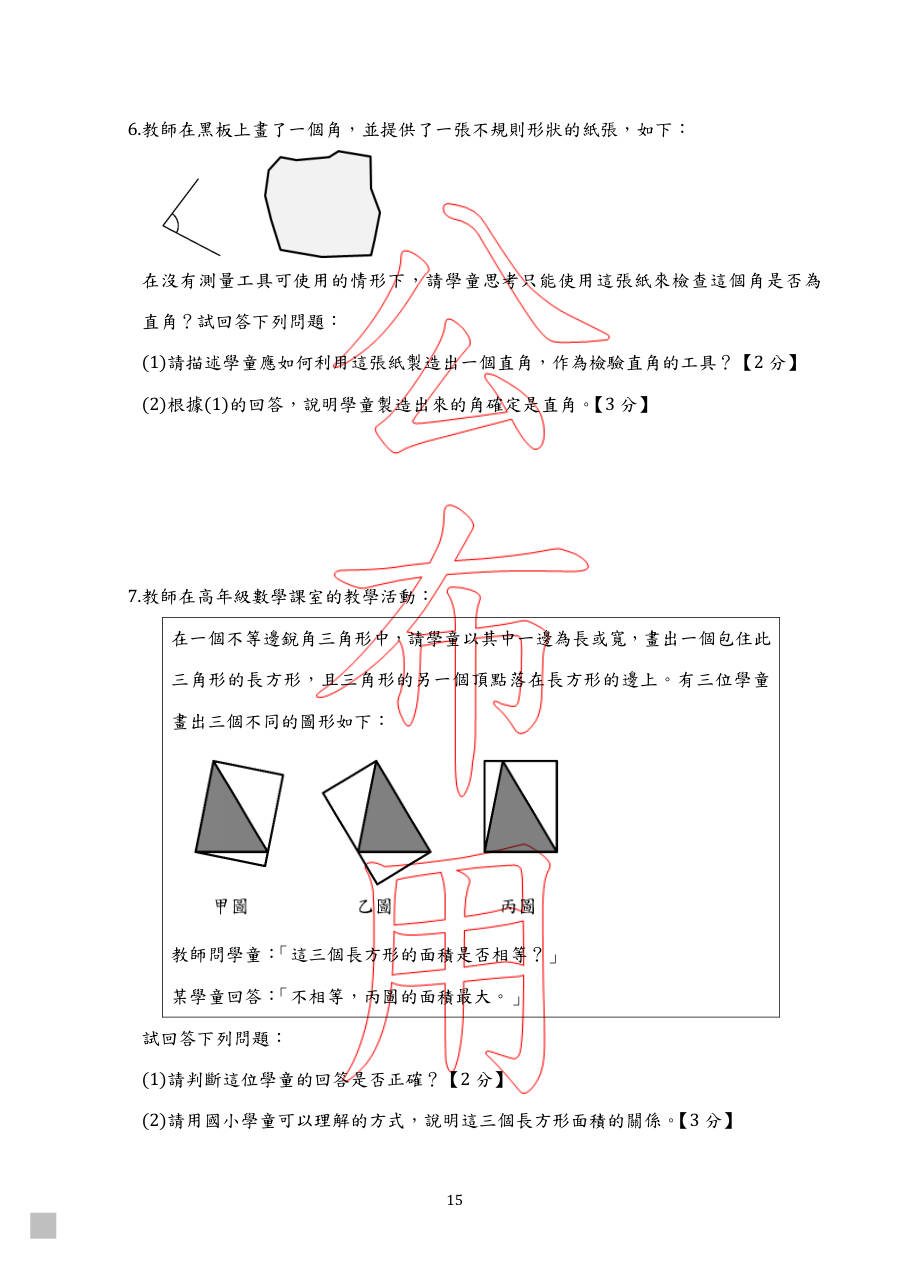 6.教師在黑板上畫了一個角，並提供了一張不規則形狀的紙張，如下：
在沒有測量工具可使用的情形下，請學童思考只能使用這張紙來檢查這個角是否為
直角？試回答下列問題：
(1)請描述學童應如何利用這張紙製造出一個直角，作為檢驗直角的工具？【2 分】
(2)根據(1)的回答，說明學童製造出來的角確定是直角。【3 分】
7.教師在高年級數學課室的教學活動：
在一個不等邊銳角三角形中，請學童以其中一邊為長或寬，畫出一個包住此
三角形的長方形，且三角形的另一個頂點落在長方形的邊上。有三位學童
畫出三個不同的圖形如下：
甲圖 乙圖 丙圖
教師問學童：「這三個長方形的面積是否相等？」
某學童回答：「不相等，丙圖的面積最大。」
試回答下列問題：
(1)請判斷這位學童的回答是否正確？【2 分】
(2)請用國小學童可以理解的方式，說明這三個長方形面積的關係。【3 分】
15
公布用